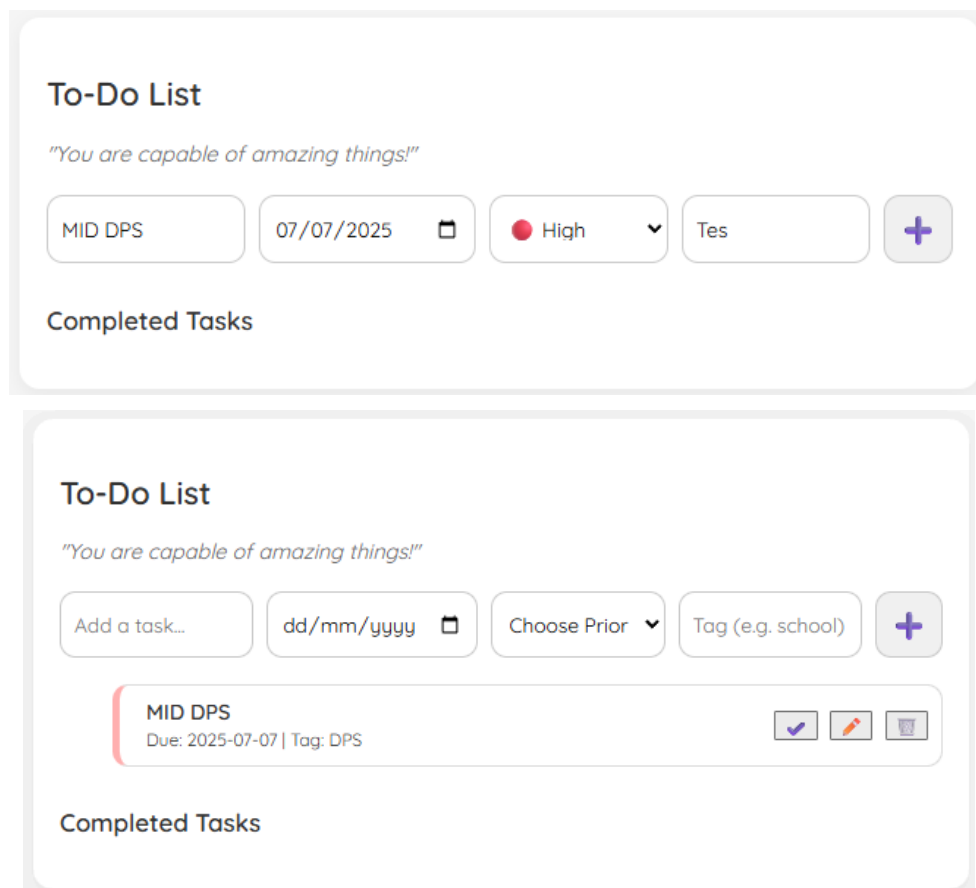 To-Do List
"You are capable of amazing things!"
MID DPS 07/07/2025 High Tes
Completed Tasks
To-Do List
"You are capable of amazing things!"
Add a task... dd/mm/yyyy Choose Prior Tag (e.g. school)
MID DPS
Due: 2025-07-07 | Tag: DPS
Completed Tasks